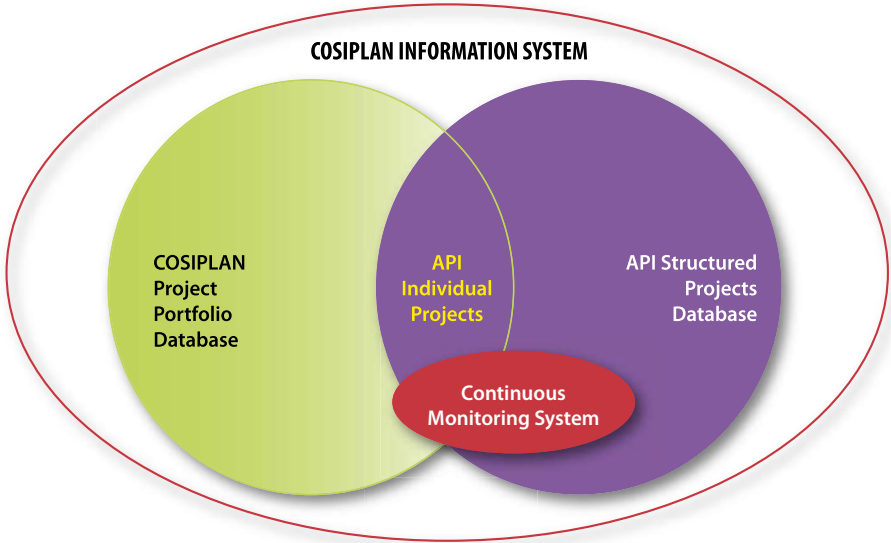 COSIPLAN INFORMATION SYSTEM
COSIPLAN
Project
Portfolio
Database
API
Individual
Projects
API Structured
Projects
Database
Continuous
Monitoring System